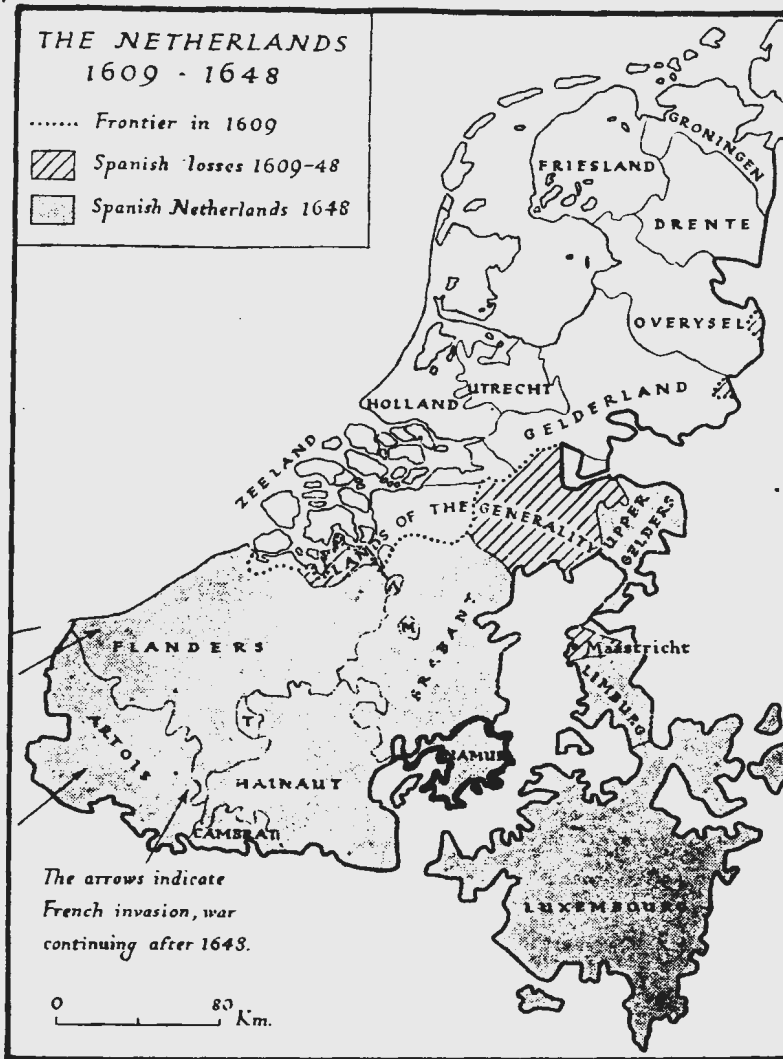 THE NETHERLANDS
1609 - 1648
Frontier in 1609
Spanish losses 1609-48
Spanish Netherlands 1648
GRONINGEN
FRIESLAND
DRENTE
OVERYSEL
UTRECHT
HOLLAND
GELDERLAND
ZEELAND
LANDS OF THE GENERALITY
UPPER
GELDERS
A
M
FLANDERS
BRABANT
Maastricht
LIMBURG
ARTOIS
T
NAMUR
HAINAUT
CAMBRAI
LUXEMBOURG
The arrows indicate
French invasion, war
continuing after 1648.
0 80
Km.